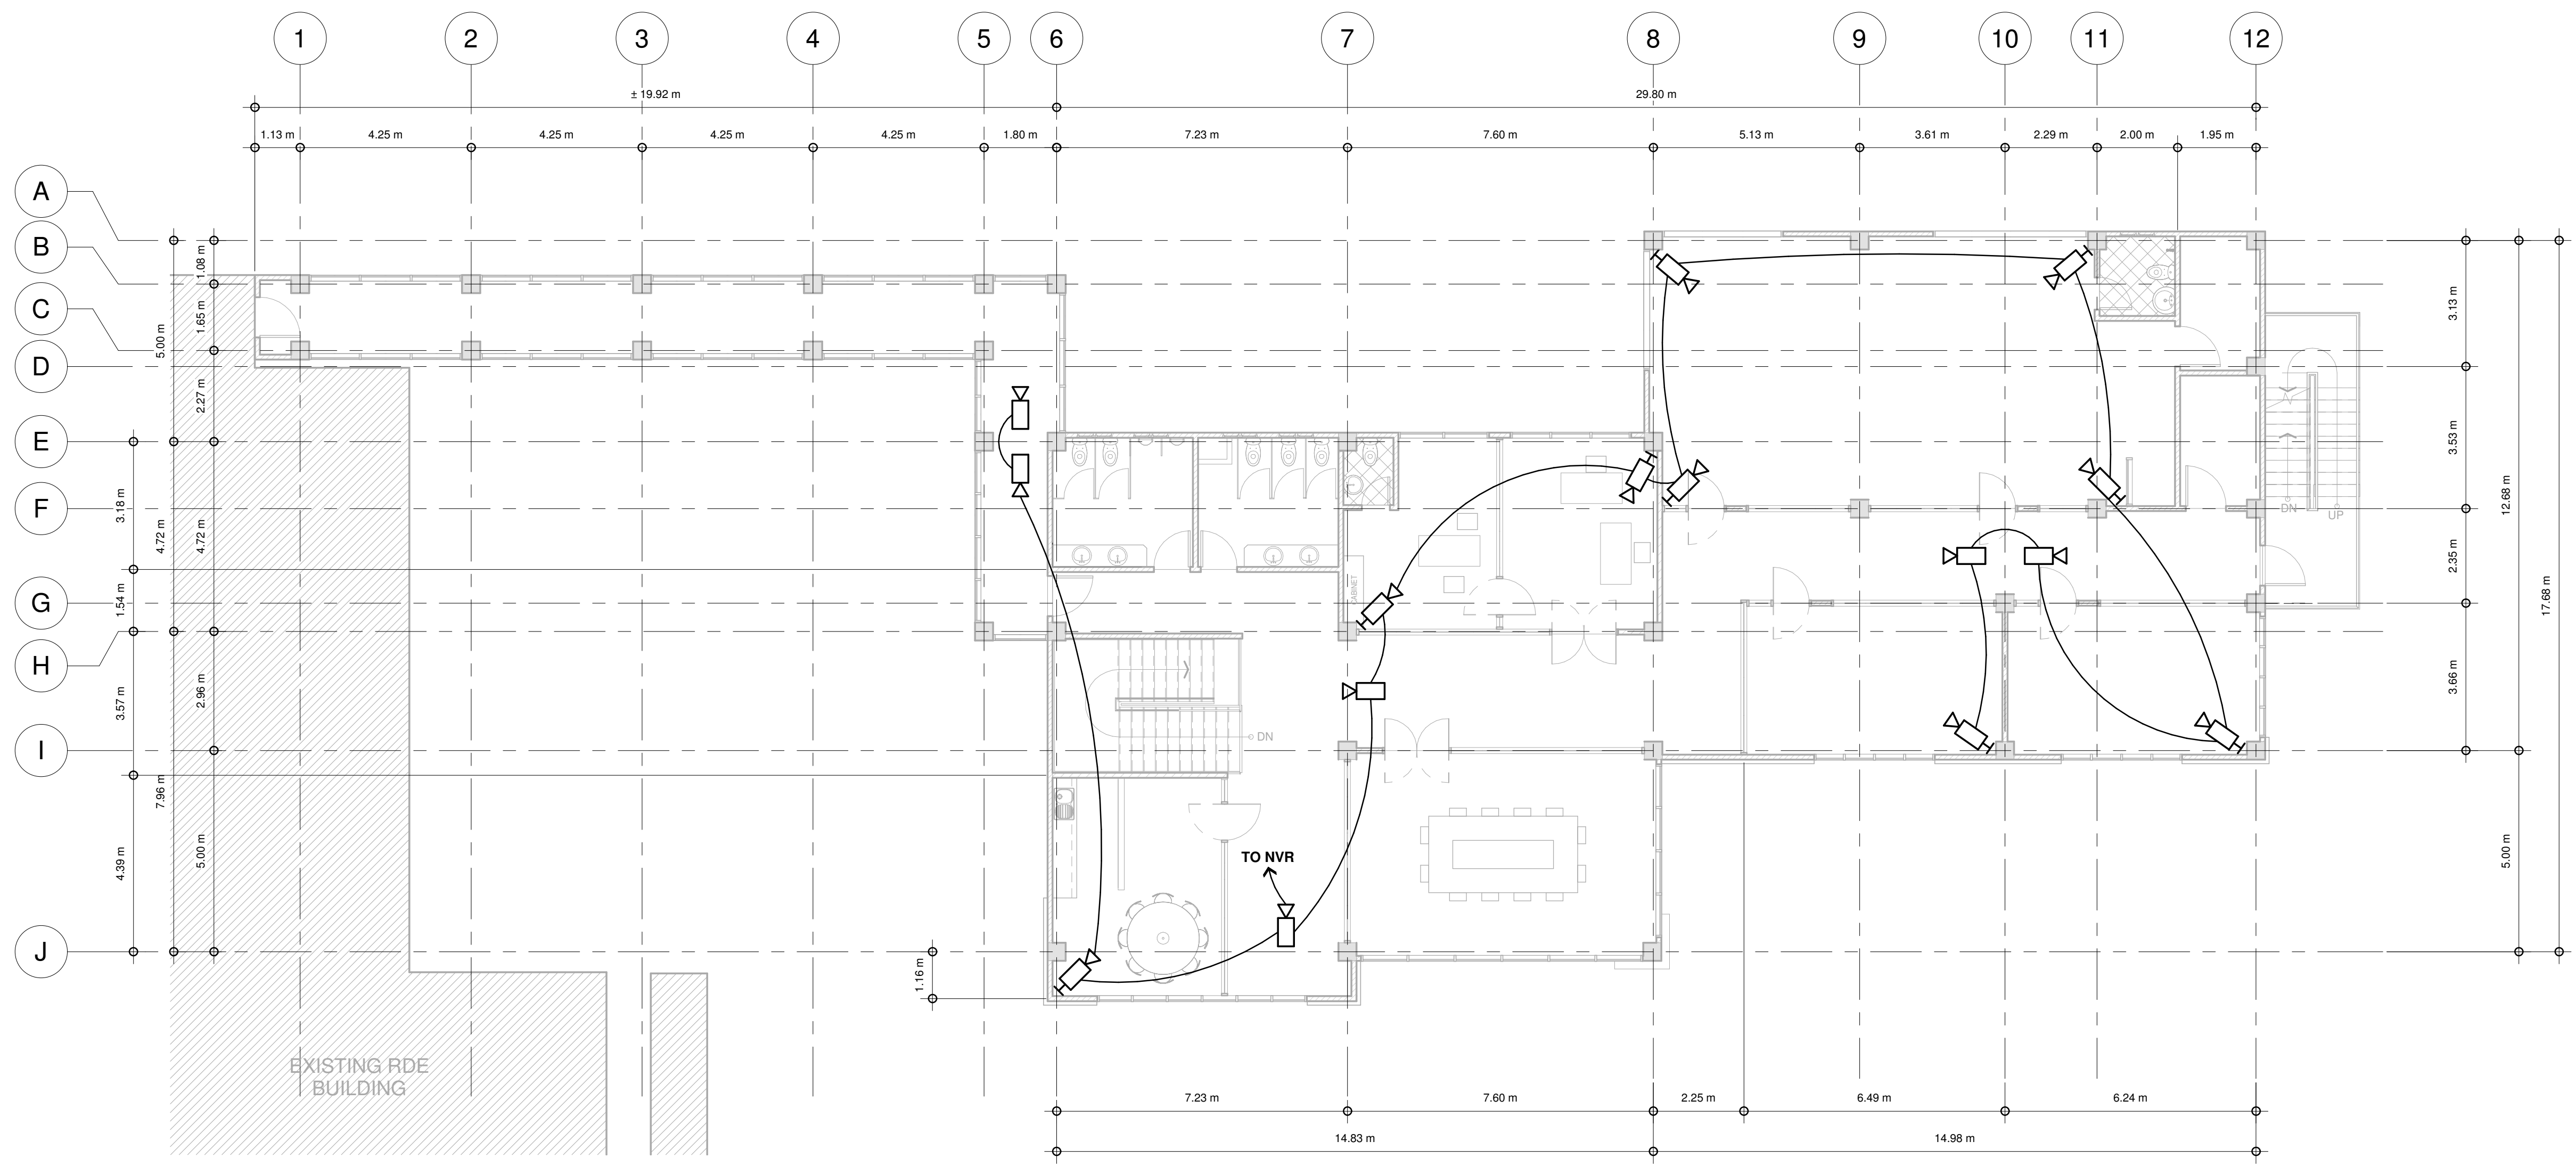 1 2 3 4 5 6 7 8 9 10 11 12
± 19.92 m 29.80 m
1.13 m 4.25 m 4.25 m 4.25 m 4.25 m 1.80 m 7.23 m 7.60 m 5.13 m 3.61 m 2.29 m 2.00 m 1.95 m
A
B
C
D
E
F
G
H
I
J
1.08 m
1.65 m
5.00 m
2.27 m
3.18 m
4.72 m
4.72 m
1.54 m
3.57 m
2.96 m
7.96 m
4.39 m
5.00 m
3.13 m
3.53 m
12.68 m
2.35 m
17.68 m
3.66 m
5.00 m
DN
UP
CABINET
DN
TO NVR
1.16 m
EXISTING RDE
BUILDING
7.23 m 7.60 m 2.25 m 6.49 m 6.24 m
14.83 m 14.98 m